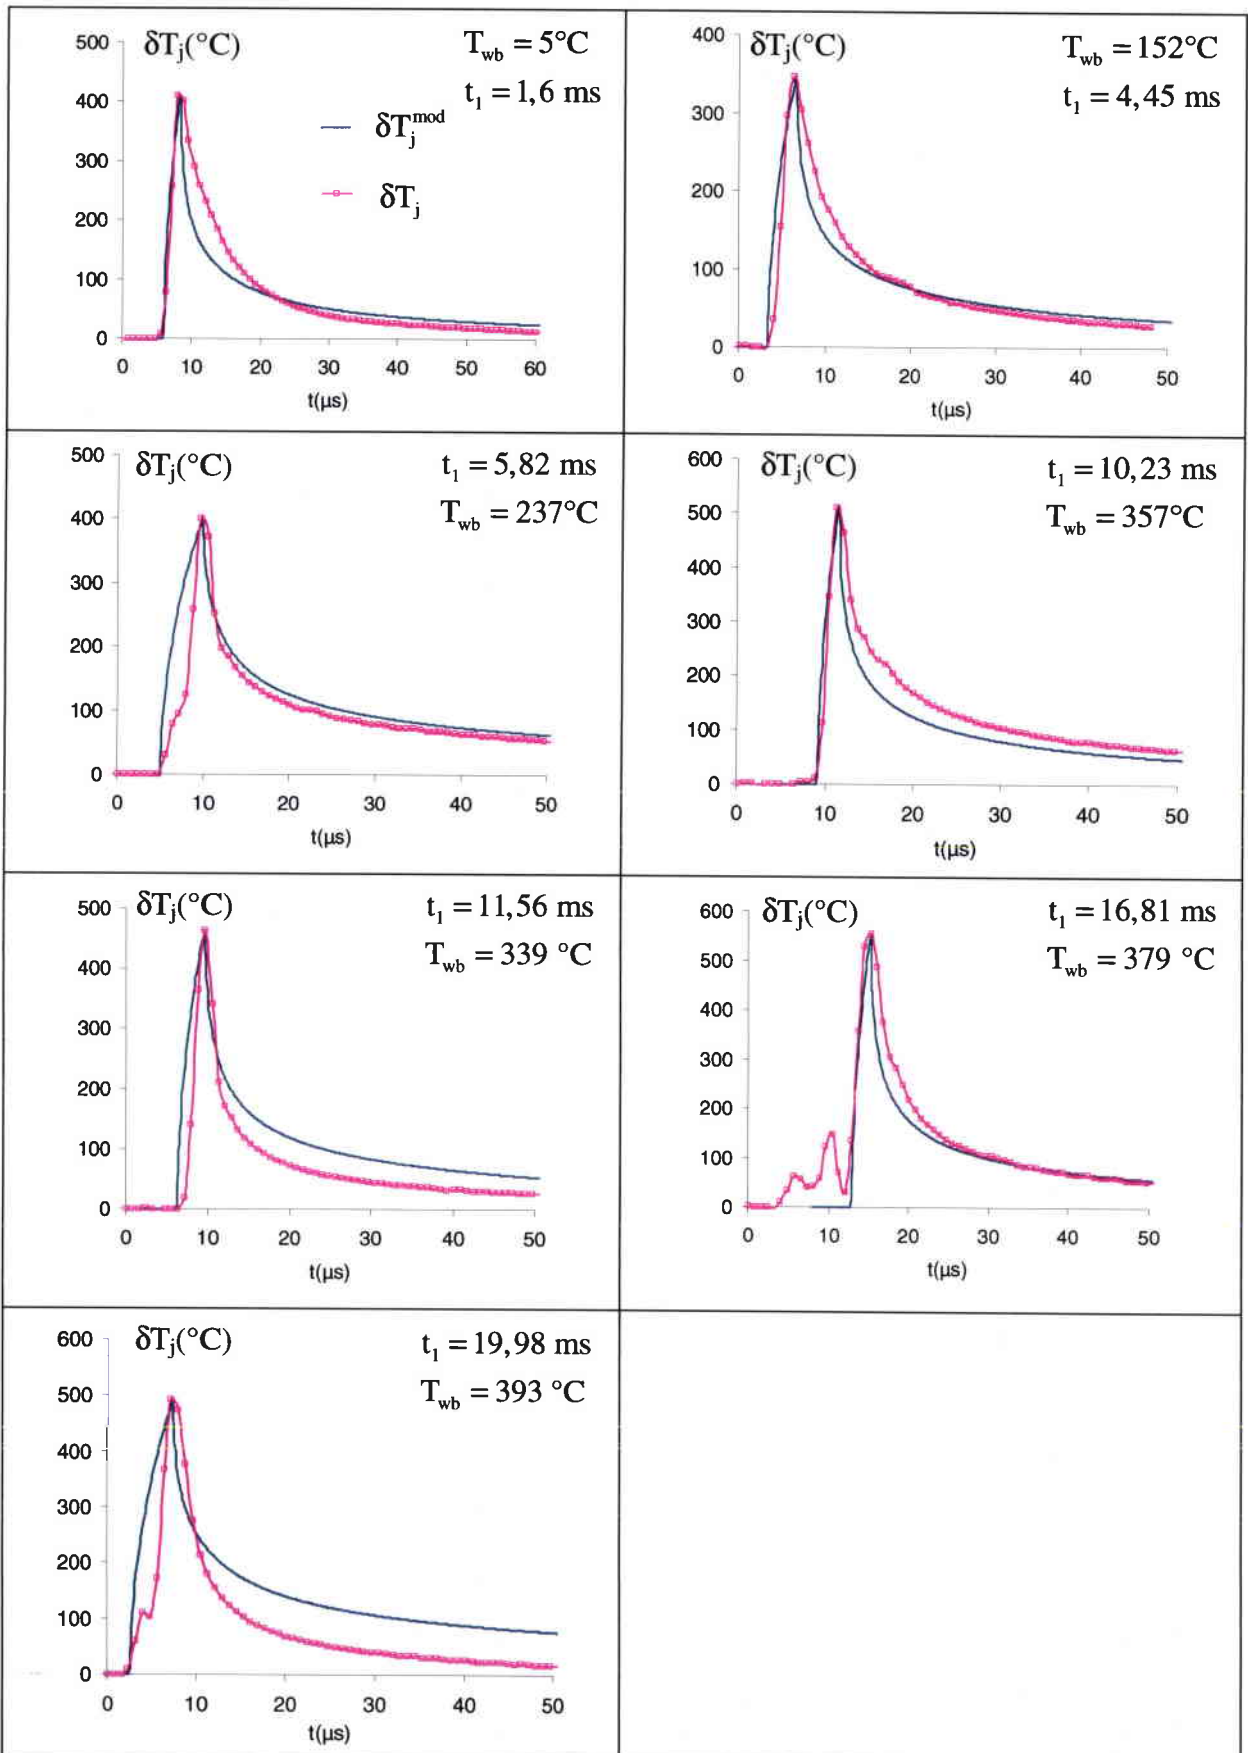 δTj(°C)
Twb = 5°C
t1 = 1,6 ms
δTj^mod
δTj
500
400
300
200
100
0
0 10 20 30 40 50 60
t(µs)
δTj(°C)
Twb = 152°C
t1 = 4,45 ms
400
300
200
100
0
0 10 20 30 40 50
t(µs)
δTj(°C)
t1 = 5,82 ms
Twb = 237°C
500
400
300
200
100
0
0 10 20 30 40 50
t(µs)
δTj(°C)
t1 = 10,23 ms
Twb = 357°C
600
500
400
300
200
100
0
0 10 20 30 40 50
t(µs)
δTj(°C)
t1 = 11,56 ms
Twb = 339 °C
500
400
300
200
100
0
0 10 20 30 40 50
t(µs)
δTj(°C)
t1 = 16,81 ms
Twb = 379 °C
600
500
400
300
200
100
0
0 10 20 30 40 50
t(µs)
δTj(°C)
t1 = 19,98 ms
Twb = 393 °C
600
500
400
300
200
100
0
0 10 20 30 40 50
t(µs)